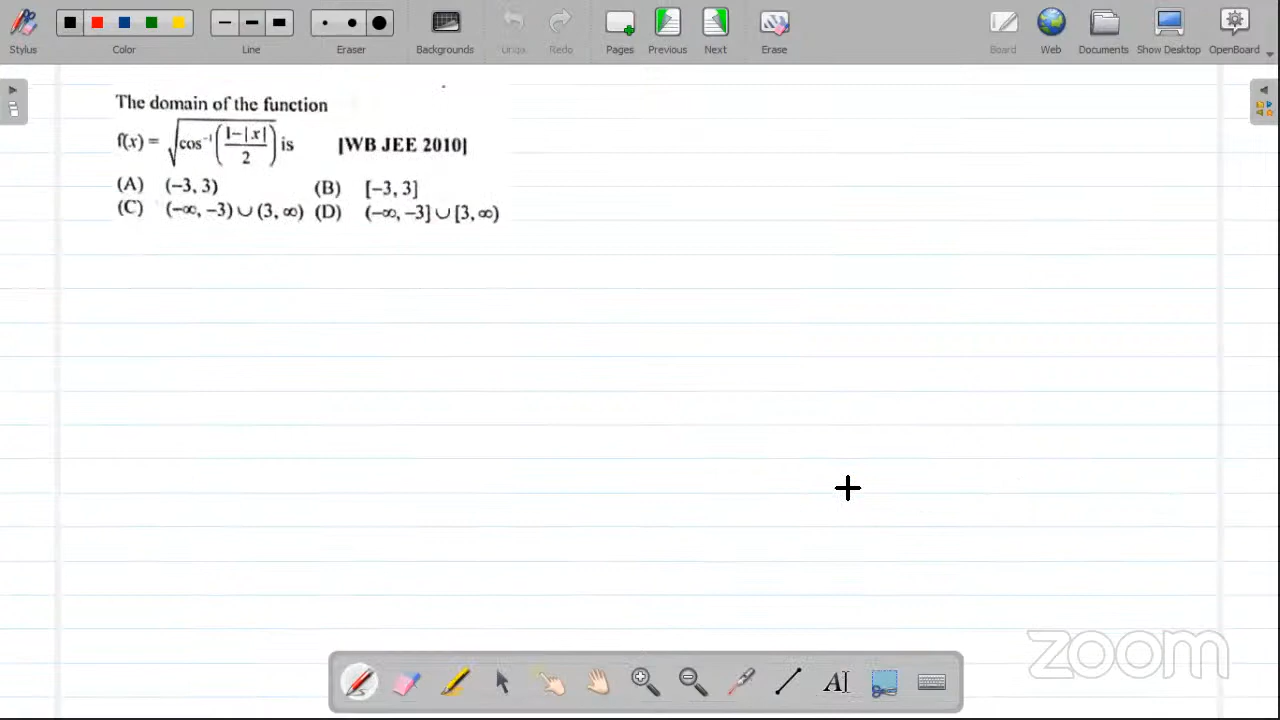 Stylus Color Line Eraser Backgrounds Undo Redo Pages Previous Next Erase Board Web Documents Show Desktop OpenBoard
The domain of the function
f(x) = √cos⁻¹((1−|x|)/2) is [WB JEE 2010]
(A) (−3, 3) (B) [−3, 3]
(C) (−∞, −3) ∪ (3, ∞) (D) (−∞, −3] ∪ [3, ∞)
zoom